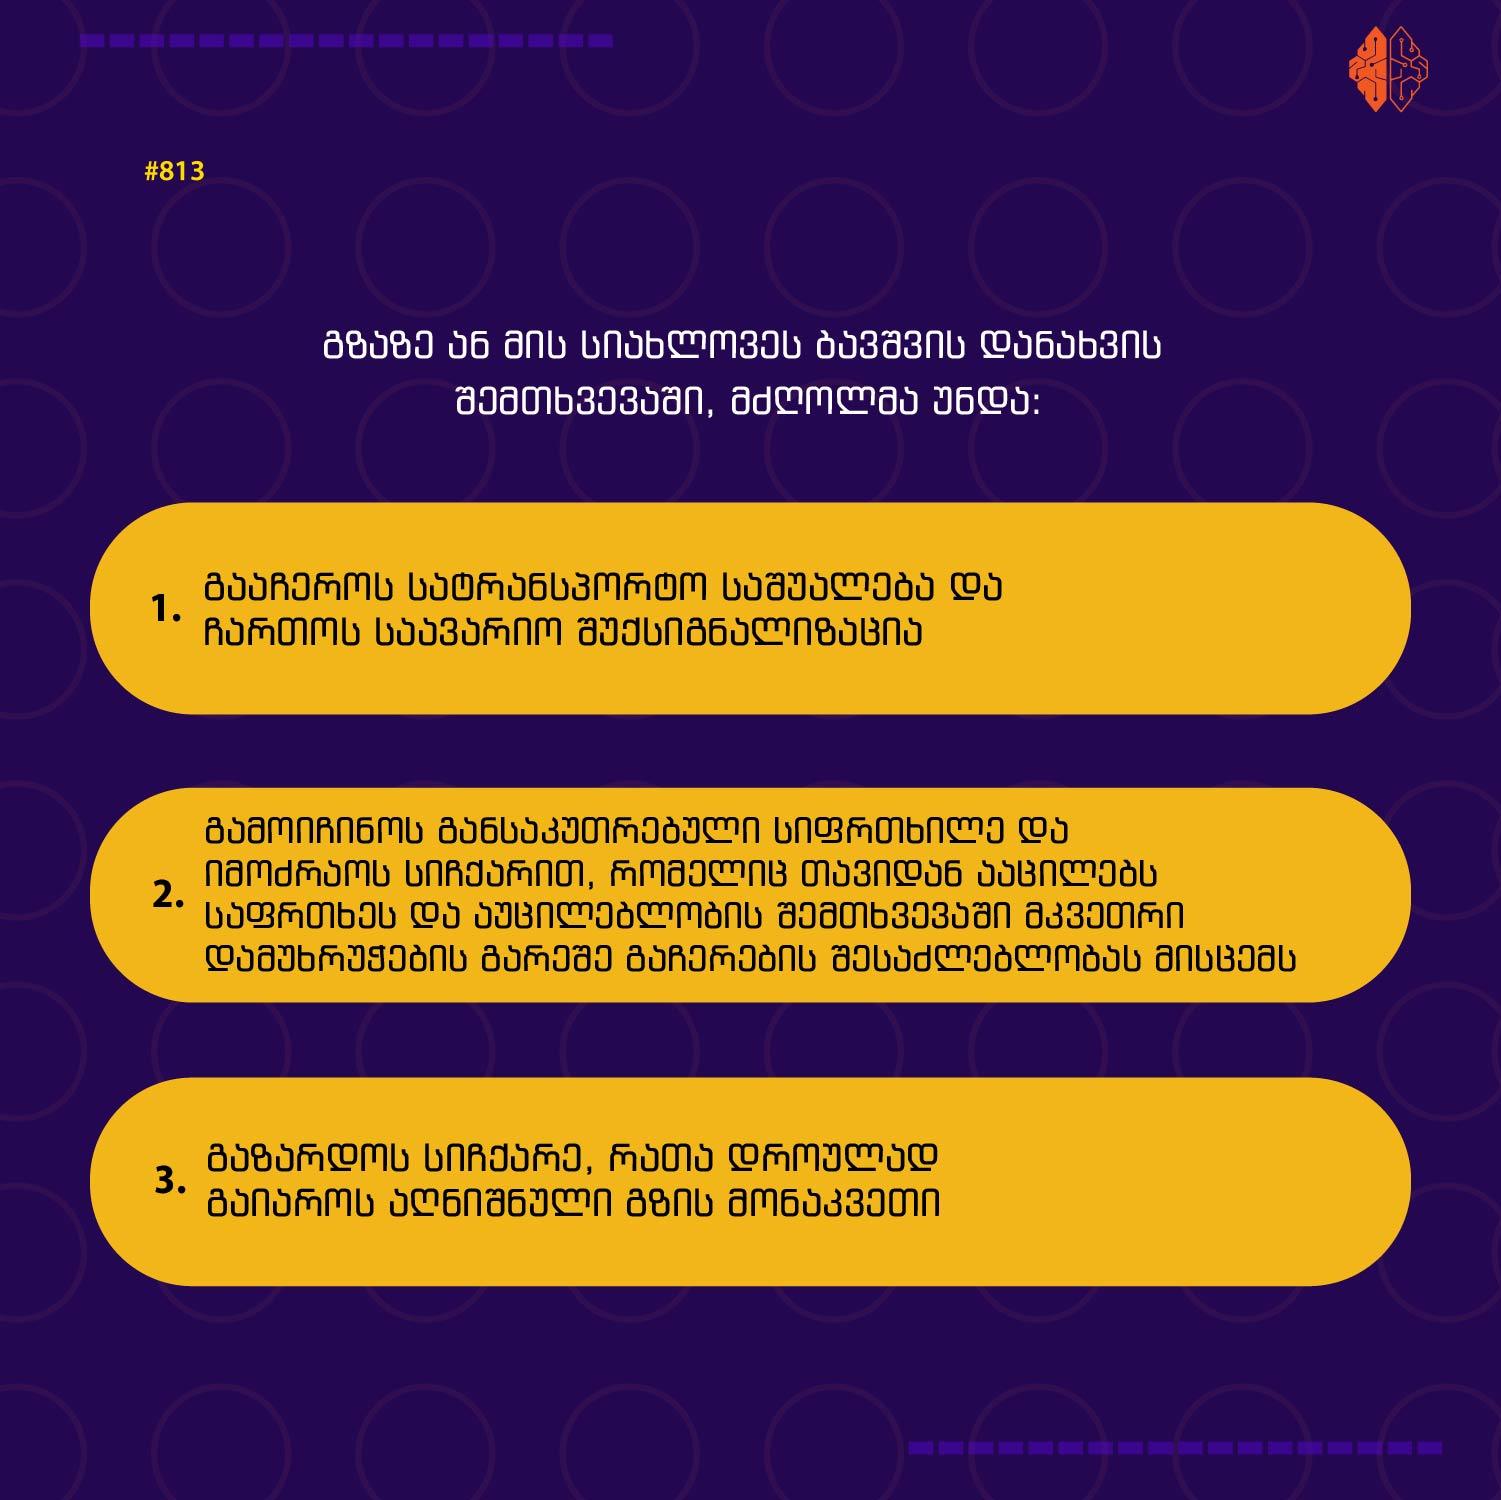 #813
გზაზე ან მის სიახლოვეს ბავშვის დანახვის
შემთხვევაში, მძღოლმა უნდა:
1. გააჩეროს სატრანსპორტო საშუალება და
ჩართოს საავარიო შუქსიგნალიზაცია
2. გამოიჩინოს განსაკუთრებული სიფრთხილე და
იმოძრაოს სიჩქარით, რომელიც თავიდან ააცილებს
საფრთხეს და აუცილებლობის შემთხვევაში მკვეთრი
დამუხრუჭების გარეშე გაჩერების შესაძლებლობას მისცემს
3. გაზარდოს სიჩქარე, რათა დროულად
გაიაროს აღნიშნული გზის მონაკვეთი